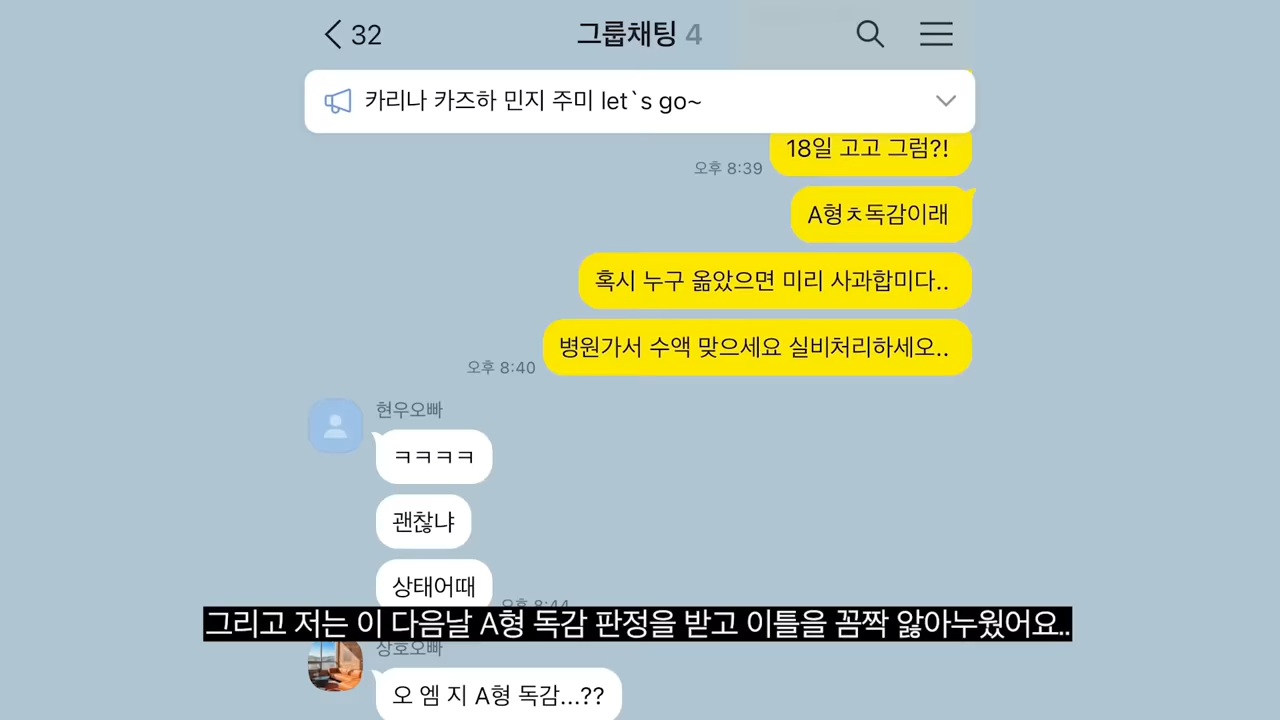 32
그룹채팅 4
카리나 카즈하 민지 주미 let`s go~
18일 고고 그럼?!
오후 8:39
A형ㅊ독감이래
혹시 누구 옮았으면 미리 사과합미다..
병원가서 수액 맞으세요 실비처리하세오..
오후 8:40
현우오빠
ㅋㅋㅋㅋ
괜찮냐
상태어때
오후 8:44
그리고 저는 이 다음날 A형 독감 판정을 받고 이틀을 꼼짝 앓아누웠어요..
상호오빠
오 엠 지 A형 독감...??